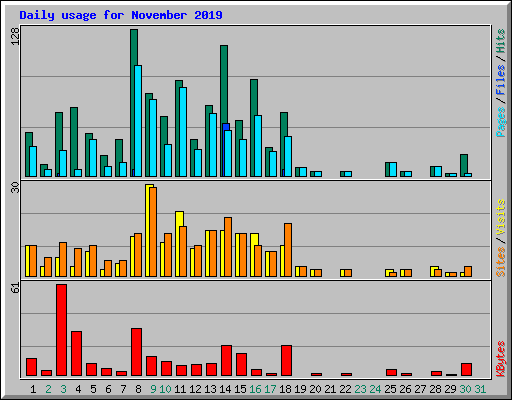 Daily usage for November 2019
128
30
61
Pages / Files / Hits
Sites / Visits
KBytes
1 2 3 4 5 6 7 8 9 10 11 12 13 14 15 16 17 18 19 20 21 22 23 24 25 26 27 28 29 30 31